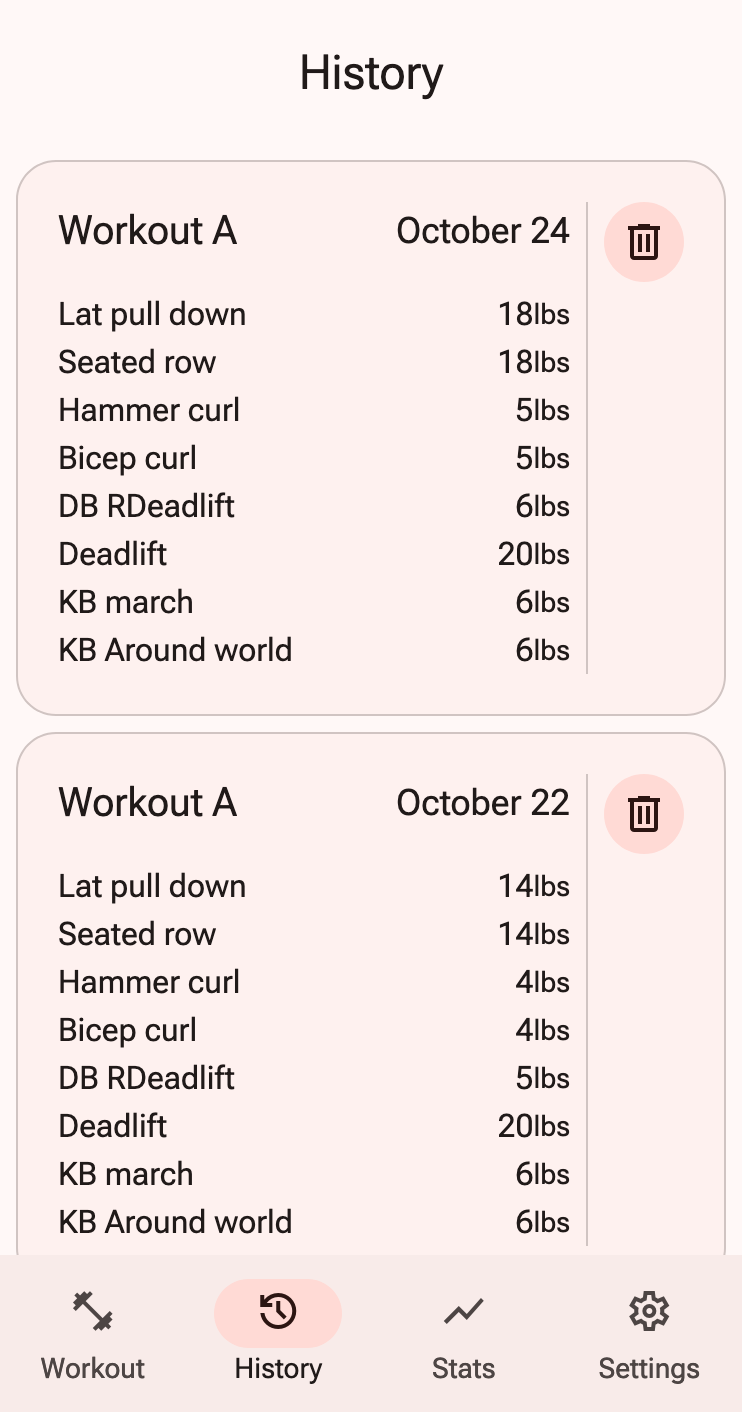 History
Workout A October 24
Lat pull down 18lbs
Seated row 18lbs
Hammer curl 5lbs
Bicep curl 5lbs
DB RDeadlift 6lbs
Deadlift 20lbs
KB march 6lbs
KB Around world 6lbs
Workout A October 22
Lat pull down 14lbs
Seated row 14lbs
Hammer curl 4lbs
Bicep curl 4lbs
DB RDeadlift 5lbs
Deadlift 20lbs
KB march 6lbs
KB Around world 6lbs
Workout History Stats Settings